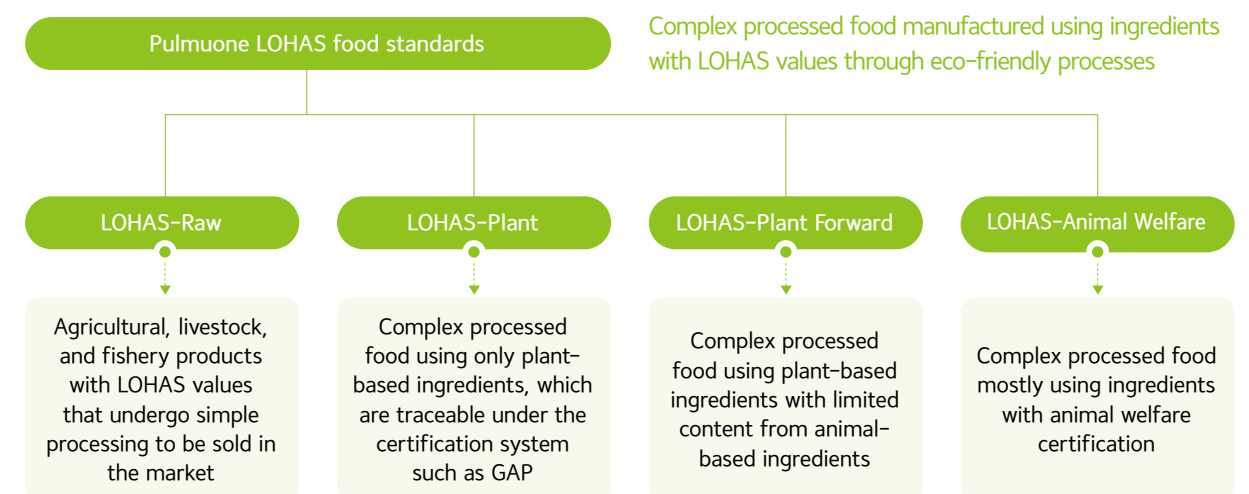 Pulmuone LOHAS food standards
Complex processed food manufactured using ingredients
with LOHAS values through eco-friendly processes
LOHAS-Raw
Agricultural, livestock,
and fishery products
with LOHAS values
that undergo simple
processing to be sold in
the market
LOHAS-Plant
Complex processed
food using only plant-
based ingredients, which
are traceable under the
certification system
such as GAP
LOHAS-Plant Forward
Complex processed
food using plant-based
ingredients with limited
content from animal-
based ingredients
LOHAS-Animal Welfare
Complex processed food
mostly using ingredients
with animal welfare
certification